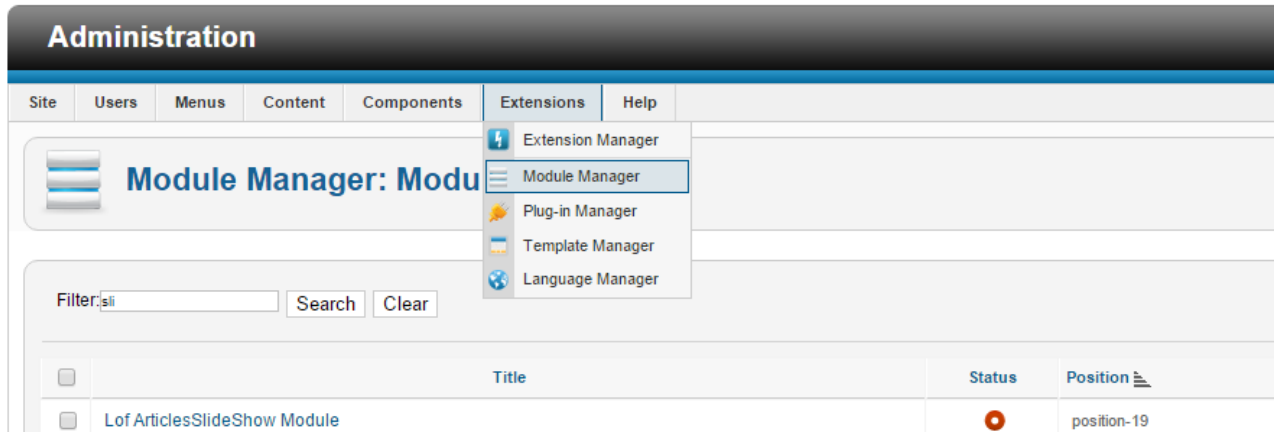 Administration
Site Users Menus Content Components Extensions Help
Extension Manager
Module Manager: Modu
Module Manager
Plug-in Manager
Template Manager
Language Manager
Filter: sli Search Clear
Title Status Position
Lof ArticlesSlideShow Module position-19